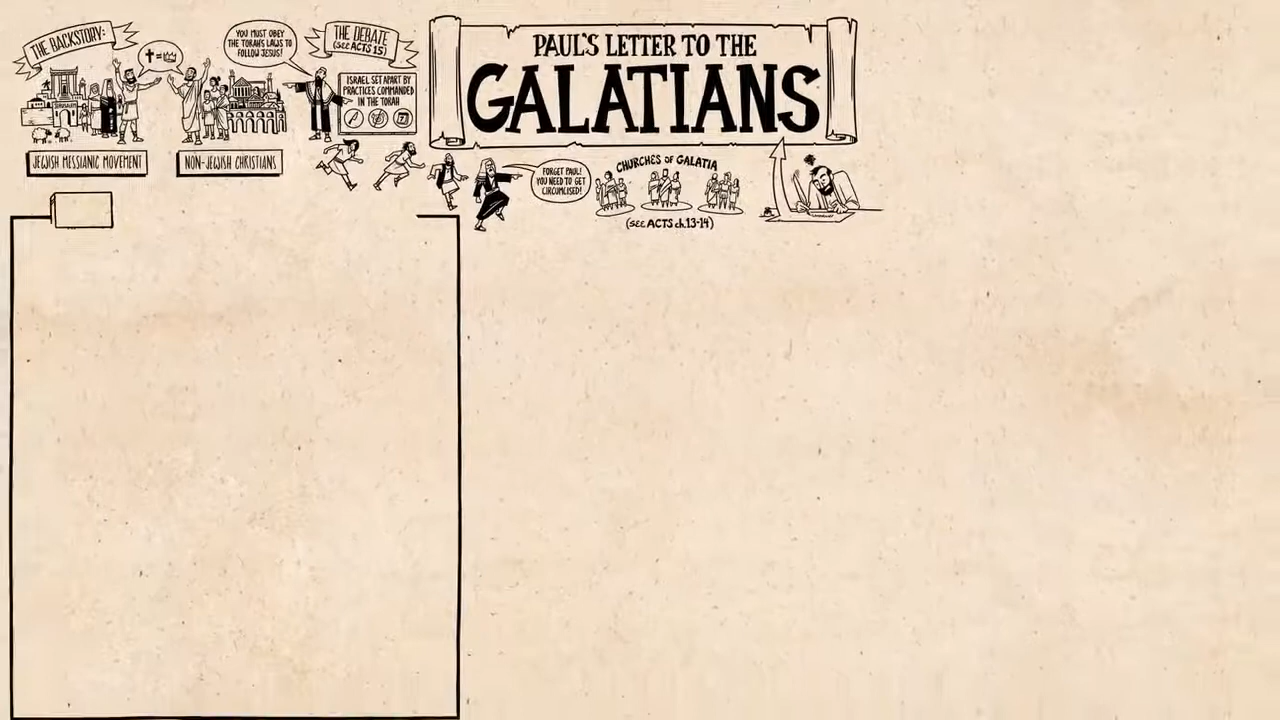 THE BACKSTORY:
✝=
YOU MUST OBEY
THE TORAH'S LAWS TO
FOLLOW JESUS!
THE DEBATE
(SEE ACTS 15)
ISRAEL SET APART BY
PRACTICES COMMANDED
IN THE TORAH
7
JEWISH MESSIANIC MOVEMENT
NON-JEWISH CHRISTIANS
PAUL'S LETTER TO THE
GALATIANS
FORGET PAUL!
YOU NEED TO GET
CIRCUMCISED!
CHURCHES OF GALATIA
(SEE ACTS ch.13-14)